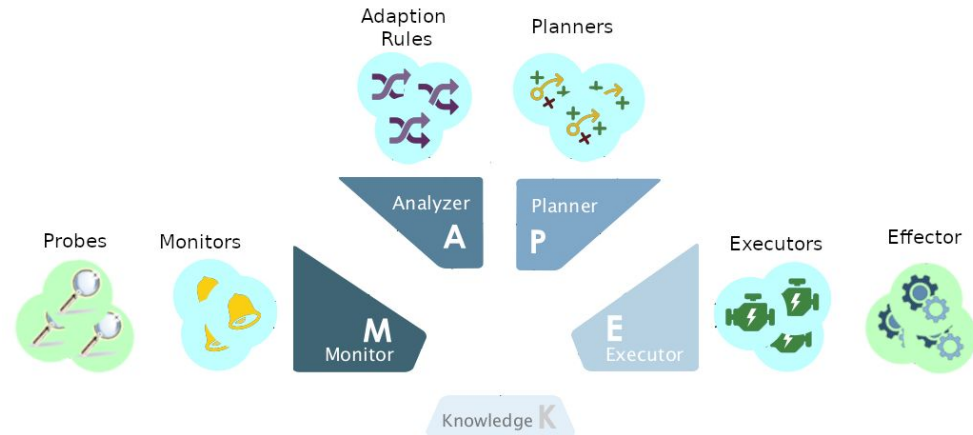 Adaption
Rules
Planners
Analyzer
A
Planner
P
Probes
Monitors
Executors
Effector
M
Monitor
E
Executor
Knowledge K